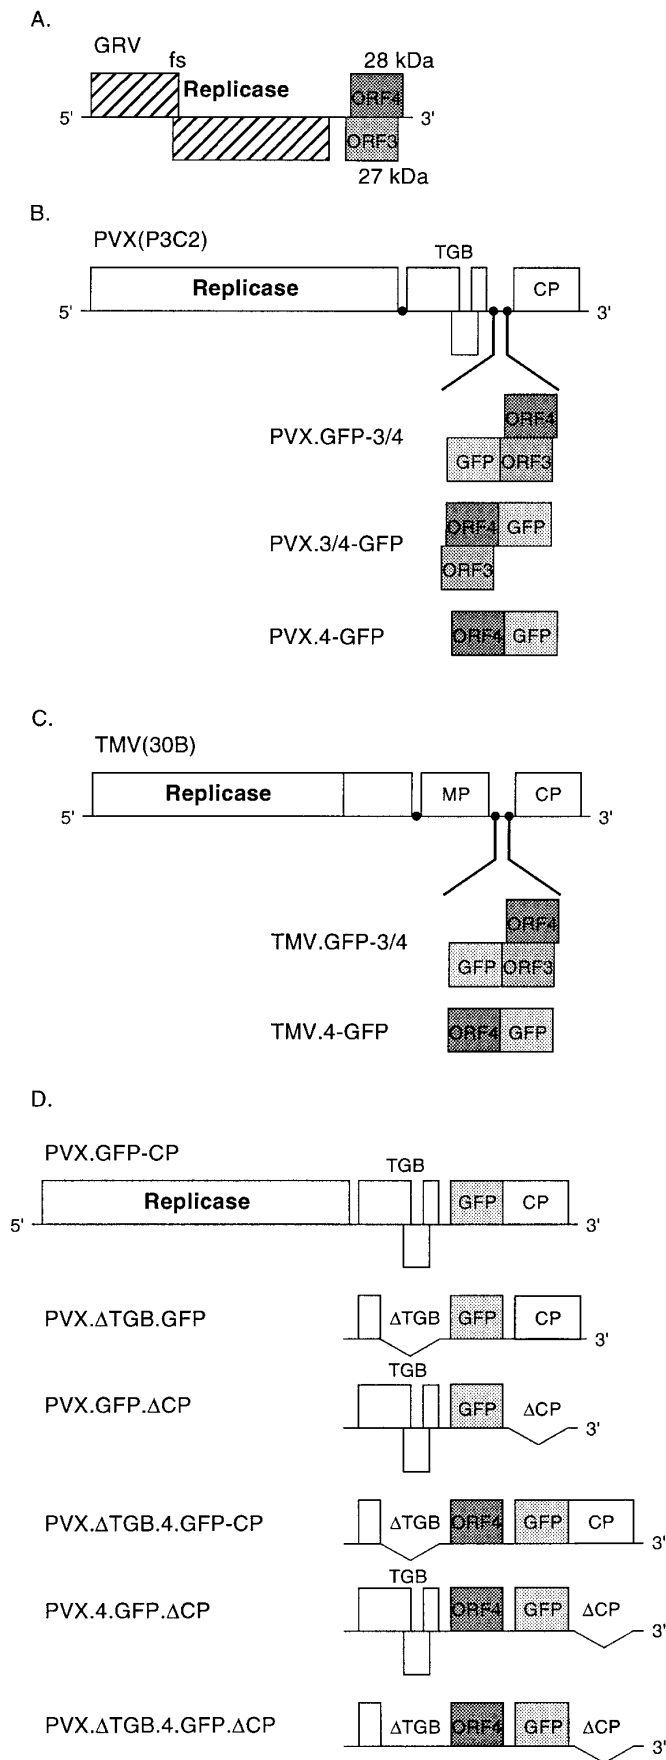 A.
GRV
fs
28 kDa
Replicase
ORF4
5' 3'
ORF3
27 kDa
B.
PVX(P3C2)
TGB
Replicase CP
5' 3'
ORF4
PVX.GFP-3/4
GFP ORF3
ORF4 GFP
PVX.3/4-GFP
ORF3
PVX.4-GFP ORF4 GFP
C.
TMV(30B)
Replicase MP CP
5' 3'
ORF4
TMV.GFP-3/4
GFP ORF3
TMV.4-GFP ORF4 GFP
D.
PVX.GFP-CP
TGB
Replicase GFP CP
5' 3'
PVX.ΔTGB.GFP ΔTGB GFP CP
3'
TGB
PVX.GFP.ΔCP GFP ΔCP
3'
PVX.ΔTGB.4.GFP-CP ΔTGB ORF4 GFP CP
3'
TGB
PVX.4.GFP.ΔCP ORF4 GFP ΔCP
3'
PVX.ΔTGB.4.GFP.ΔCP ΔTGB ORF4 GFP ΔCP
3'